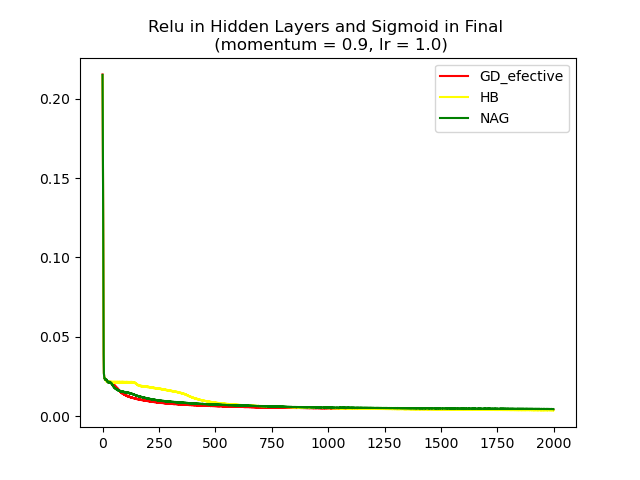 Relu in Hidden Layers and Sigmoid in Final
(momentum = 0.9, lr = 1.0)
GD_efective
HB
NAG
0.20
0.15
0.10
0.05
0.00
0 250 500 750 1000 1250 1500 1750 2000